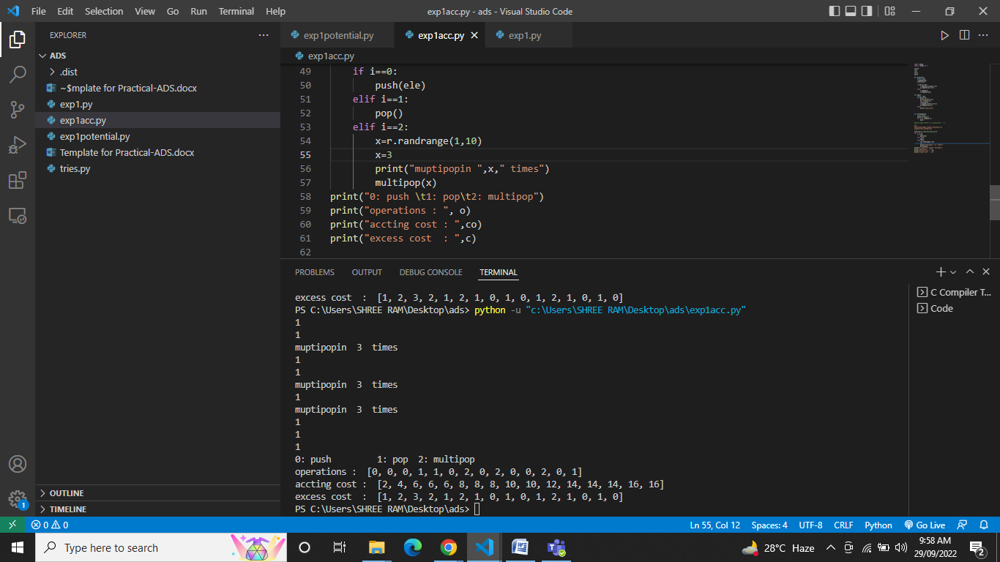 File Edit Selection View Go Run Terminal Help
exp1acc.py - ads - Visual Studio Code
EXPLORER
ADS
.dist
~$mplate for Practical-ADS.docx
exp1.py
exp1acc.py
exp1potential.py
Template for Practical-ADS.docx
tries.py
OUTLINE
TIMELINE
exp1potential.py exp1acc.py exp1.py
exp1acc.py
49 if i==0:
50 push(ele)
51 elif i==1:
52 pop()
53 elif i==2:
54 x=r.randrange(1,10)
55 x=3
56 print("muptipopin ",x," times")
57 multipop(x)
58 print("0: push \t1: pop\t2: multipop")
59 print("operations : ", o)
60 print("accting cost : ",co)
61 print("excess cost  : ",c)
62
PROBLEMS OUTPUT DEBUG CONSOLE TERMINAL
excess cost  :  [1, 2, 3, 2, 1, 2, 1, 0, 1, 0, 1, 2, 1, 0, 1, 0]
PS C:\Users\SHREE RAM\Desktop\ads> python -u "c:\Users\SHREE RAM\Desktop\ads\exp1acc.py"
1
1
muptipopin  3  times
1
1
muptipopin  3  times
1
muptipopin  3  times
1
1
1
0: push         1: pop  2: multipop
operations :  [0, 0, 0, 1, 1, 0, 2, 0, 2, 0, 0, 2, 0, 1]
accting cost :  [2, 4, 6, 6, 6, 8, 8, 8, 10, 10, 12, 14, 14, 14, 16, 16]
excess cost  :  [1, 2, 3, 2, 1, 2, 1, 0, 1, 0, 1, 2, 1, 0, 1, 0]
PS C:\Users\SHREE RAM\Desktop\ads>
C Compiler T...
Code
1
0 0
Ln 55, Col 12 Spaces: 4 UTF-8 CRLF Python Go Live
Type here to search
28°C Haze
9:58 AM
29/09/2022
2